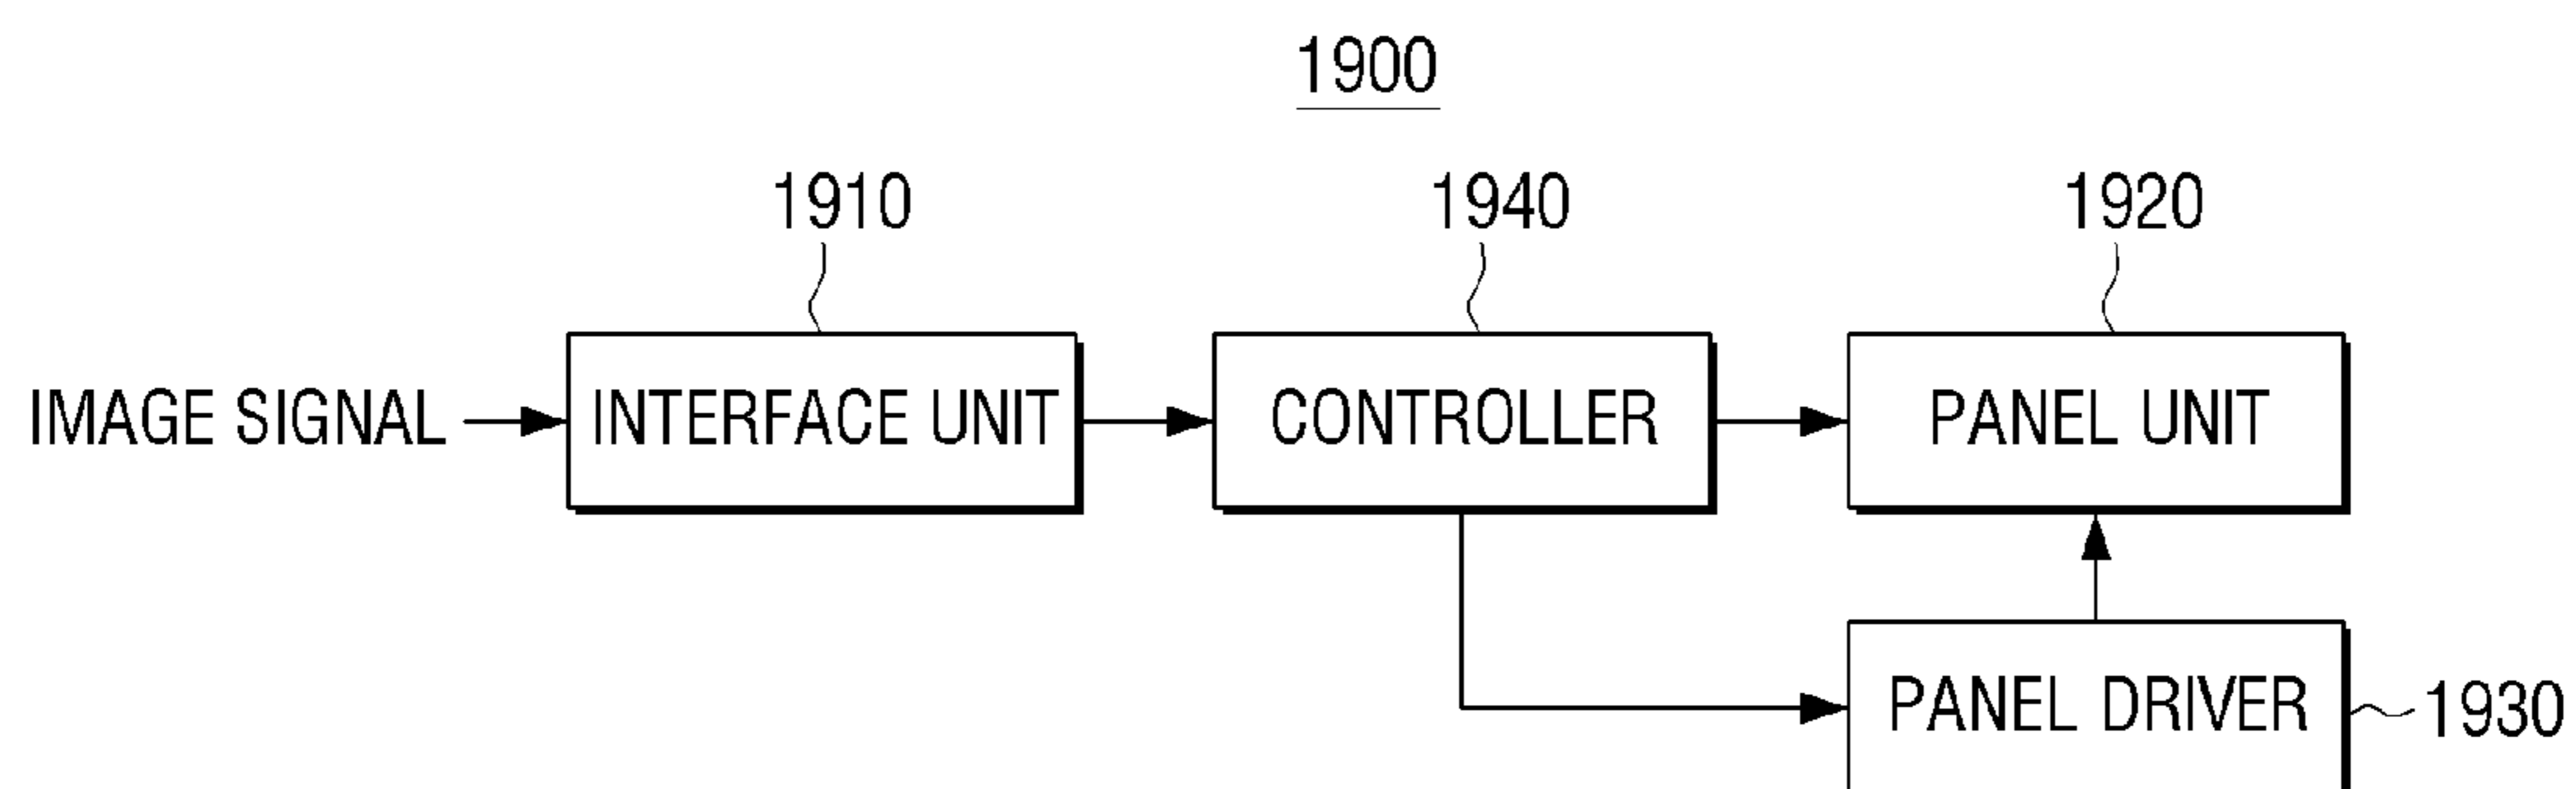 1900
1910
1940
1920
IMAGE SIGNAL
INTERFACE UNIT
CONTROLLER
PANEL UNIT
PANEL DRIVER
1930